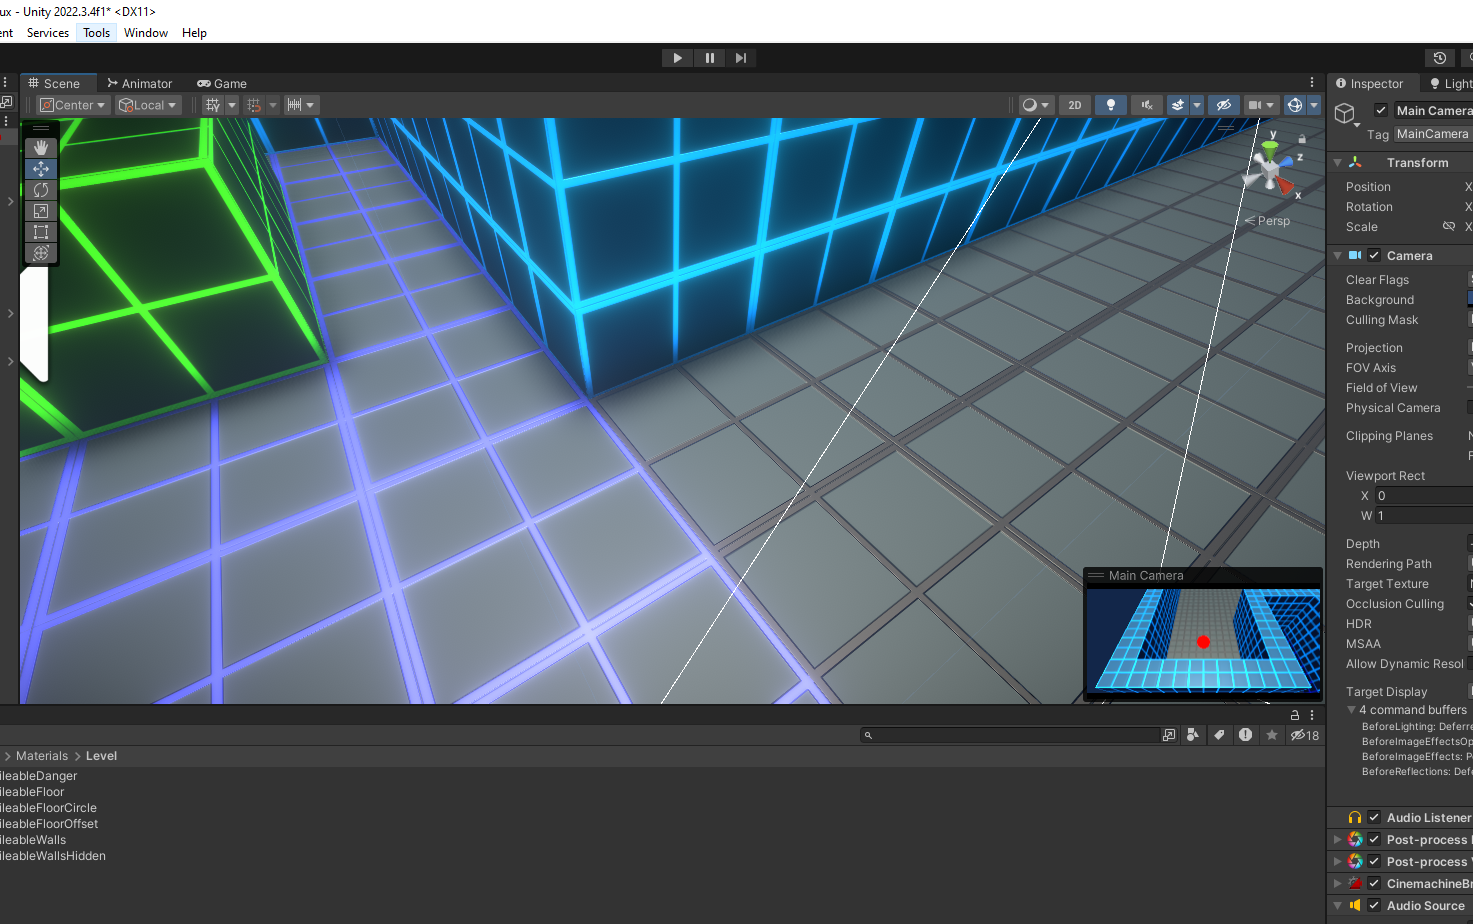 ux - Unity 2022.3.4f1* <DX11>
ent Services Tools Window Help
Scene Animator Game
Center Local 2D
Inspector Light
Main Camera
Tag MainCamera
y
z
x
Persp
Transform
Position X
Rotation X
Scale X
Camera
Clear Flags
Background
Culling Mask
Projection
FOV Axis
Field of View
Physical Camera
Clipping Planes N
F
Viewport Rect
X 0
W 1
Depth
Rendering Path
Target Texture
Occlusion Culling
HDR
MSAA
Allow Dynamic Resol
Target Display
4 command buffers
BeforeLighting: Deferre
BeforeImageEffectsOp
BeforeImageEffects: Po
BeforeReflections: Defe
Audio Listener
Post-process
Post-process
CinemachineBr
Audio Source
Main Camera
18
Materials Level
ileableDanger
ileableFloor
ileableFloorCircle
ileableFloorOffset
ileableWalls
ileableWallsHidden